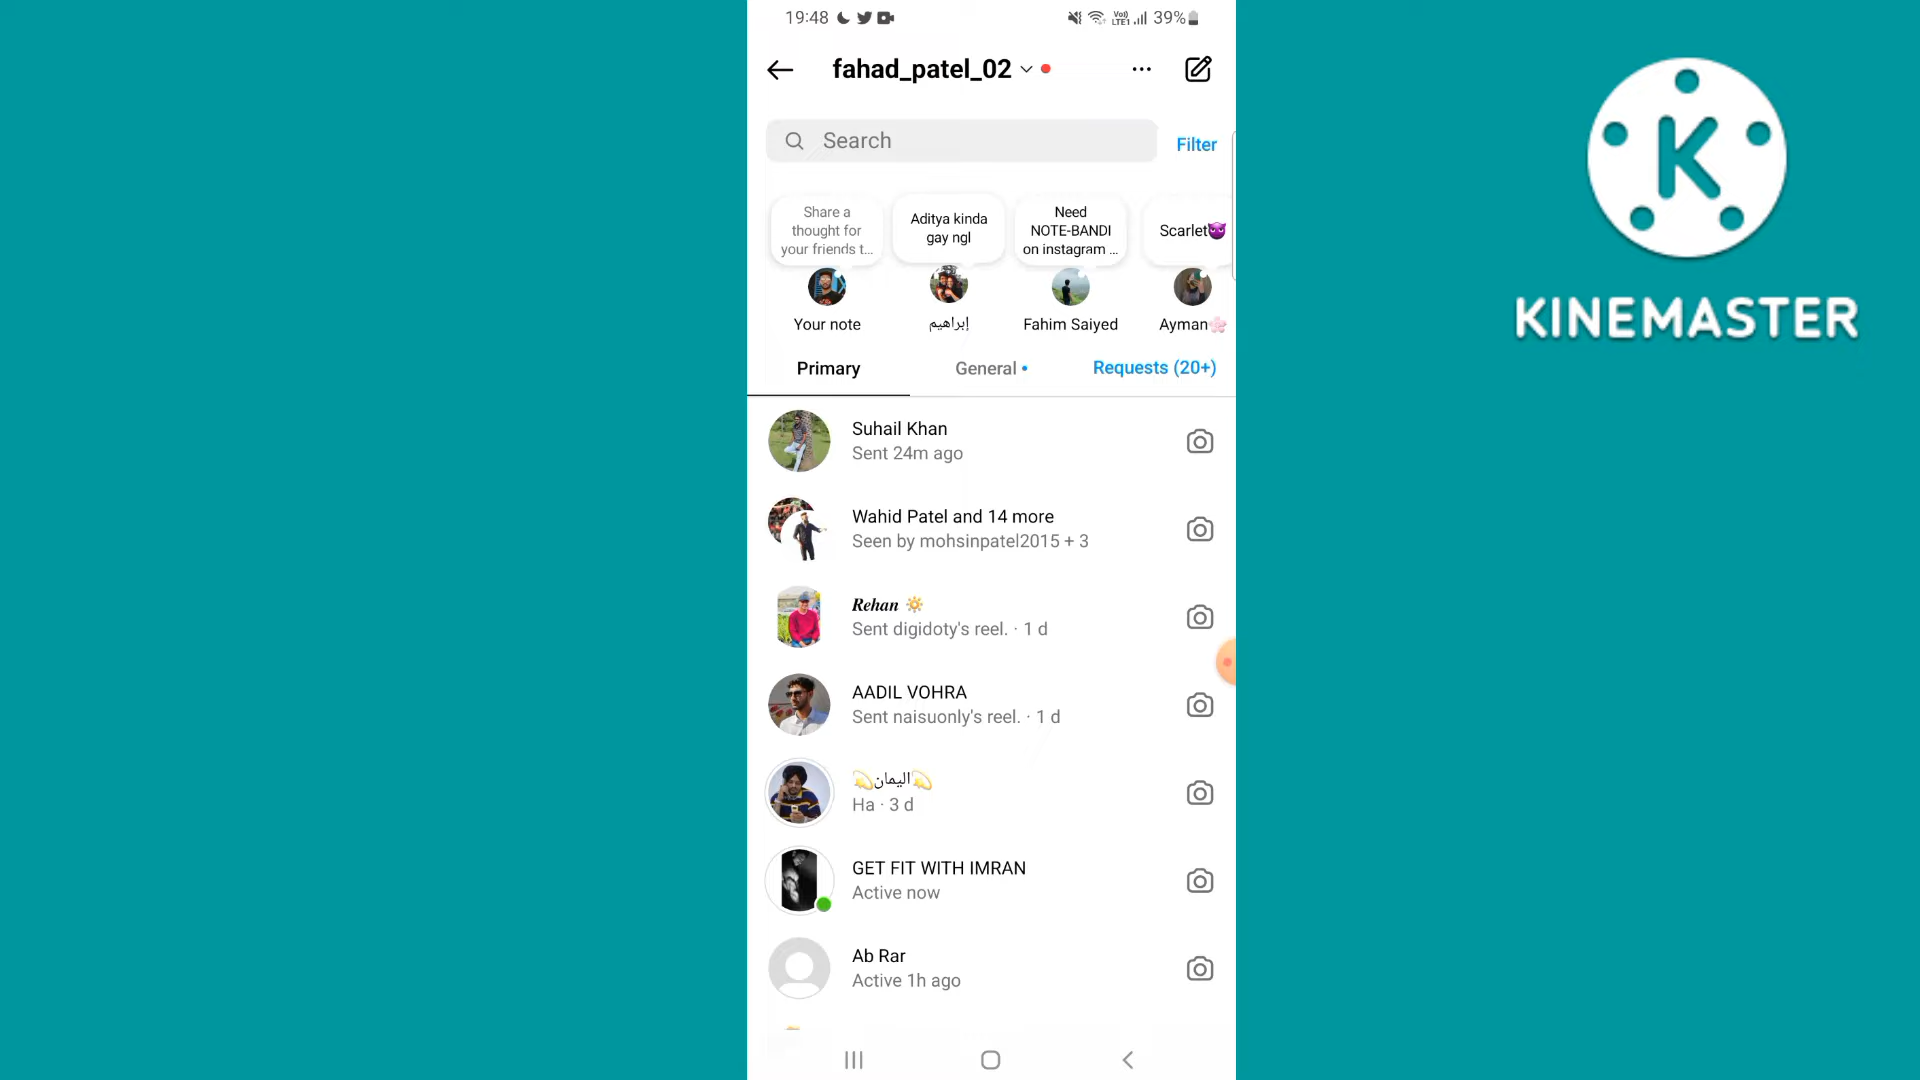 19:48
Vo))
LTE1
39%
fahad_patel_02
Search
Filter
Share a
thought for
your friends t...
Aditya kinda
gay ngl
Need
NOTE-BANDI
on instagram ...
Scarlet😈
Your note
إبراهيم
Fahim Saiyed
Ayman🌸
Primary
General •
Requests (20+)
Suhail Khan
Sent 24m ago
Wahid Patel and 14 more
Seen by mohsinpatel2015 + 3
Rehan 🔅
Sent digidoty's reel. · 1 d
AADIL VOHRA
Sent naisuonly's reel. · 1 d
💫اليمان💫
Ha · 3 d
GET FIT WITH IMRAN
Active now
Ab Rar
Active 1h ago
K
KINEMASTER